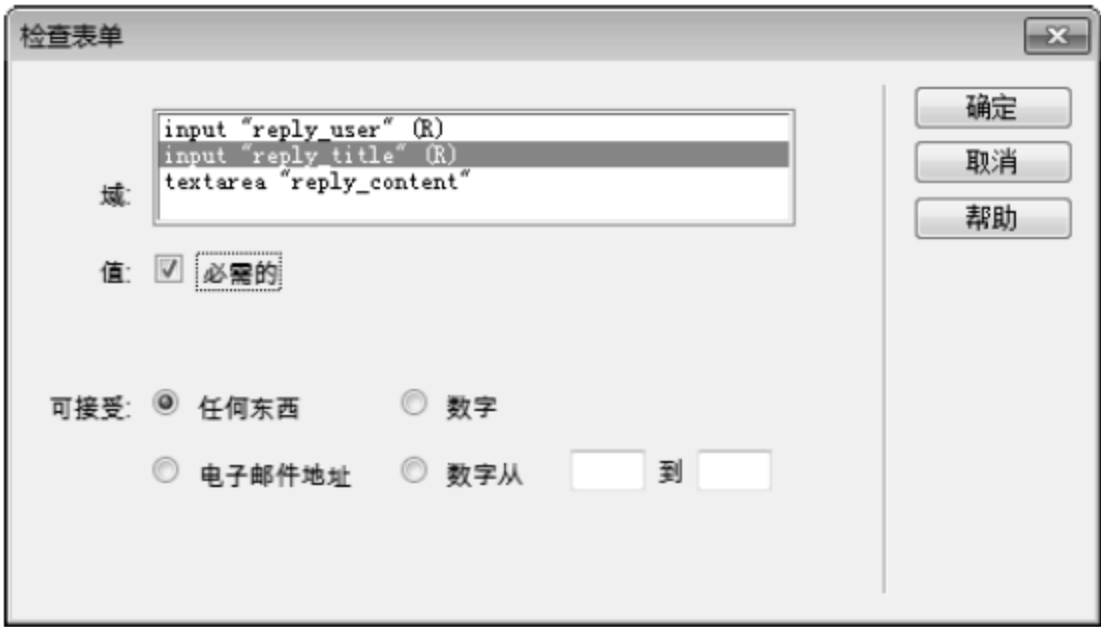 检查表单
域:
input "reply_user" (R)
input "reply_title" (R)
textarea "reply_content"
值: 必需的
可接受: 任何东西 数字
电子邮件地址 数字从 到
确定
取消
帮助